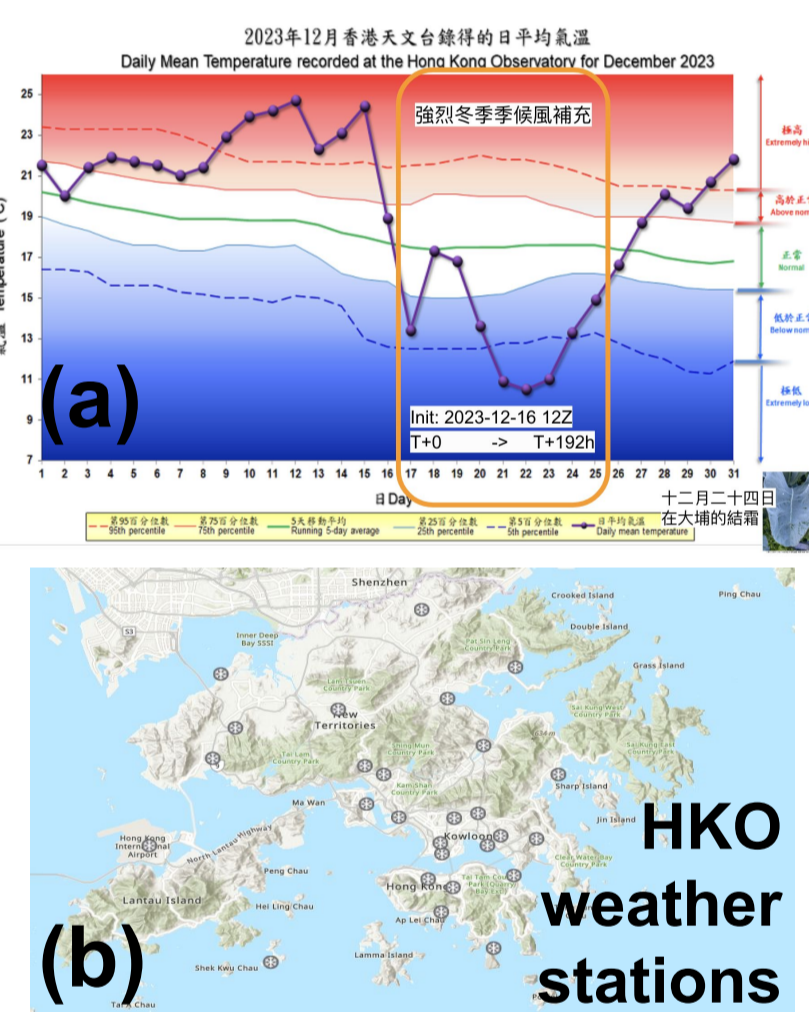 2023年12月香港天文台錄得的日平均氣溫
Daily Mean Temperature recorded at the Hong Kong Observatory for December 2023
25
23
21
19
17
15
13
11
9
7
強烈冬季季候風補充
極高
Extremely hi
高於正常
Above norm
正常
Normal
低於正常
Below norm
極低
Extremely lo
(a)
Init: 2023-12-16 12Z
T+0 -> T+192h
1 2 3 4 5 6 7 8 9 10 11 12 13 14 15 16 17 18 19 20 21 22 23 24 25 26 27 28 29 30 31
日 Day
十二月二十四日
在大埔的結霜
第95百分位數 第75百分位數 5天移動平均 第25百分位數 第5百分位數 日平均氣溫
95th percentile 75th percentile Running 5-day average 25th percentile 5th percentile Daily mean temperature
Shenzhen
Crooked Island
Ping Chau
S3
Inner Deep
Bay SSSI
Double Island
Pat Sin Leng
Country Park
Grass Island
Lam Tsuen
Country Park
New
Territories
Sai Kung West
Country Park
Tai Lam
Country Park
Shing Mun
Country Park
Sai Kung East
Country Park
Kam Shan
Country Park
Sharp Island
Ma Wan
Jin Island
Hong Kong
International
Airport
North Lantau Highway
Kowloon
HKO
weather
stations
Clear Water Bay
Country Park
Peng Chau
Lantau Island
Hei Ling Chau
Hong Kong
Tai Tam Country
Park (Quarry
Bay Ext)
Ap Lei Chau
Lamma Island
Shek Kwu Chau
(b)